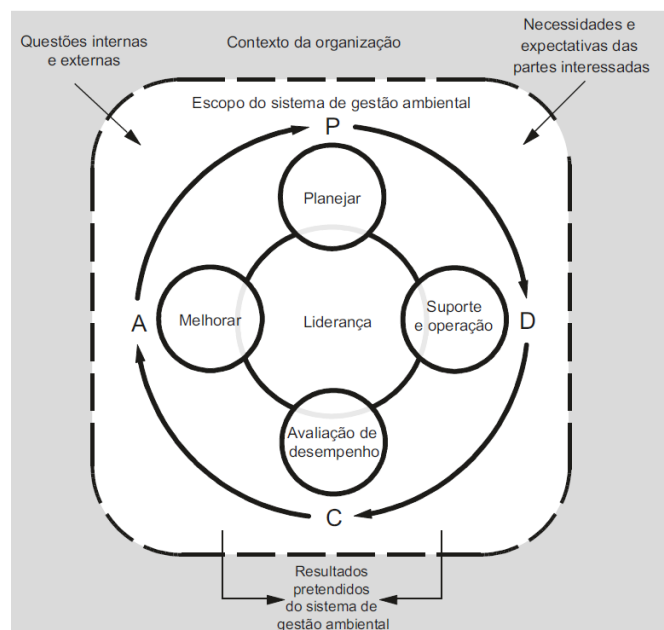 Questões internas
e externas
Contexto da organização
Necessidades e
expectativas das
partes interessadas
Escopo do sistema de gestão ambiental
P
Planejar
A
Melhorar
Liderança
Suporte
e operação
D
Avaliação de
desempenho
C
Resultados
pretendidos
do sistema de
gestão ambiental